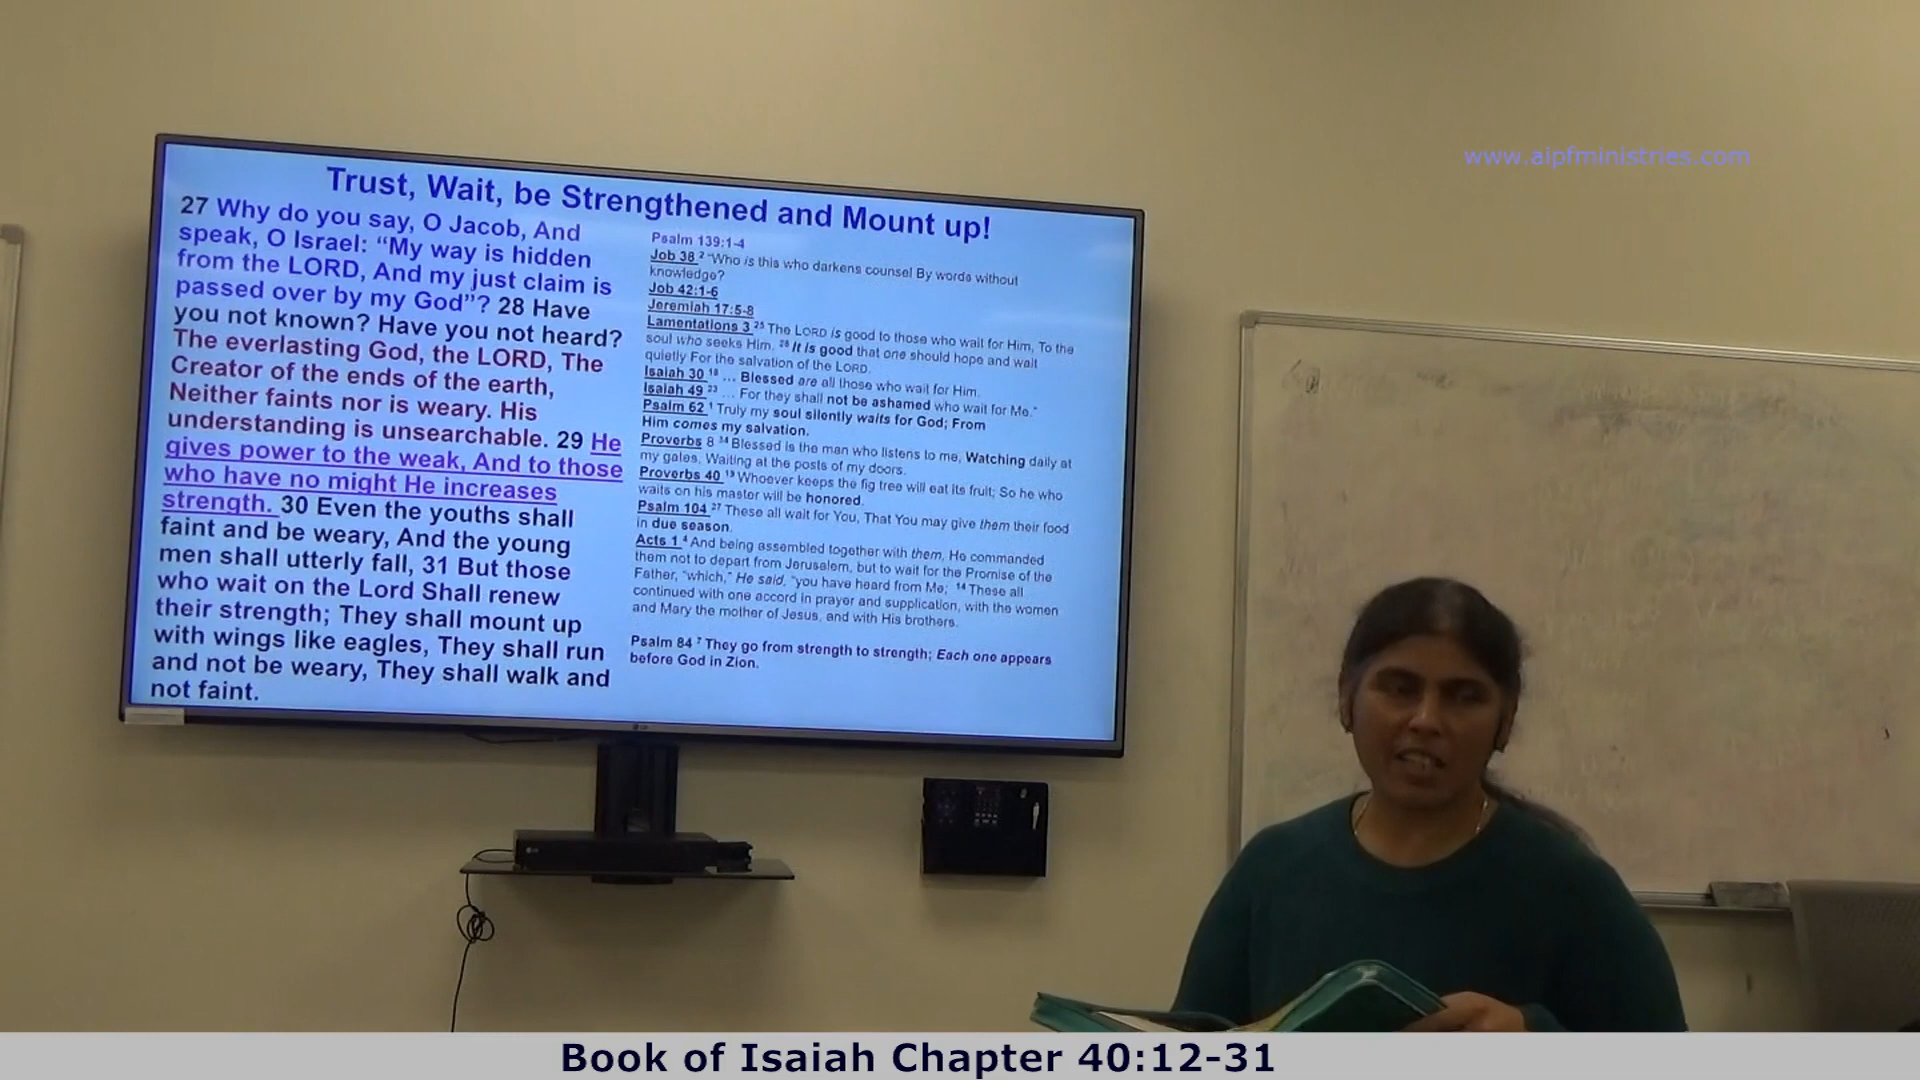 www.aipfministries.com
Trust, Wait, be Strengthened and Mount up!
27 Why do you say, O Jacob, And
speak, O Israel: “My way is hidden
from the LORD, And my just claim is
passed over by my God”? 28 Have
you not known? Have you not heard?
The everlasting God, the LORD, The
Creator of the ends of the earth,
Neither faints nor is weary. His
understanding is unsearchable. 29 He
gives power to the weak, And to those
who have no might He increases
strength. 30 Even the youths shall
faint and be weary, And the young
men shall utterly fall, 31 But those
who wait on the Lord Shall renew
their strength; They shall mount up
with wings like eagles, They shall run
and not be weary, They shall walk and
not faint.
Psalm 139:1-4
Job 38 2 “Who is this who darkens counsel By words without
knowledge?
Job 42:1-6
Jeremiah 17:5-8
Lamentations 3 25 The LORD is good to those who wait for Him, To the
soul who seeks Him. 26 It is good that one should hope and wait
quietly For the salvation of the LORD.
Isaiah 30 18 ... Blessed are all those who wait for Him.
Isaiah 49 23 ... For they shall not be ashamed who wait for Me.”
Psalm 62 1 Truly my soul silently waits for God; From
Him comes my salvation.
Proverbs 8 34 Blessed is the man who listens to me, Watching daily at
my gates, Waiting at the posts of my doors.
Proverbs 40 18 Whoever keeps the fig tree will eat its fruit; So he who
waits on his master will be honored.
Psalm 104 27 These all wait for You, That You may give them their food
in due season.
Acts 1 4 And being assembled together with them, He commanded
them not to depart from Jerusalem, but to wait for the Promise of the
Father, “which,” He said, “you have heard from Me; 14 These all
continued with one accord in prayer and supplication, with the women
and Mary the mother of Jesus, and with His brothers.
Psalm 84 7 They go from strength to strength; Each one appears
before God in Zion.
LG
Book of Isaiah Chapter 40:12-31